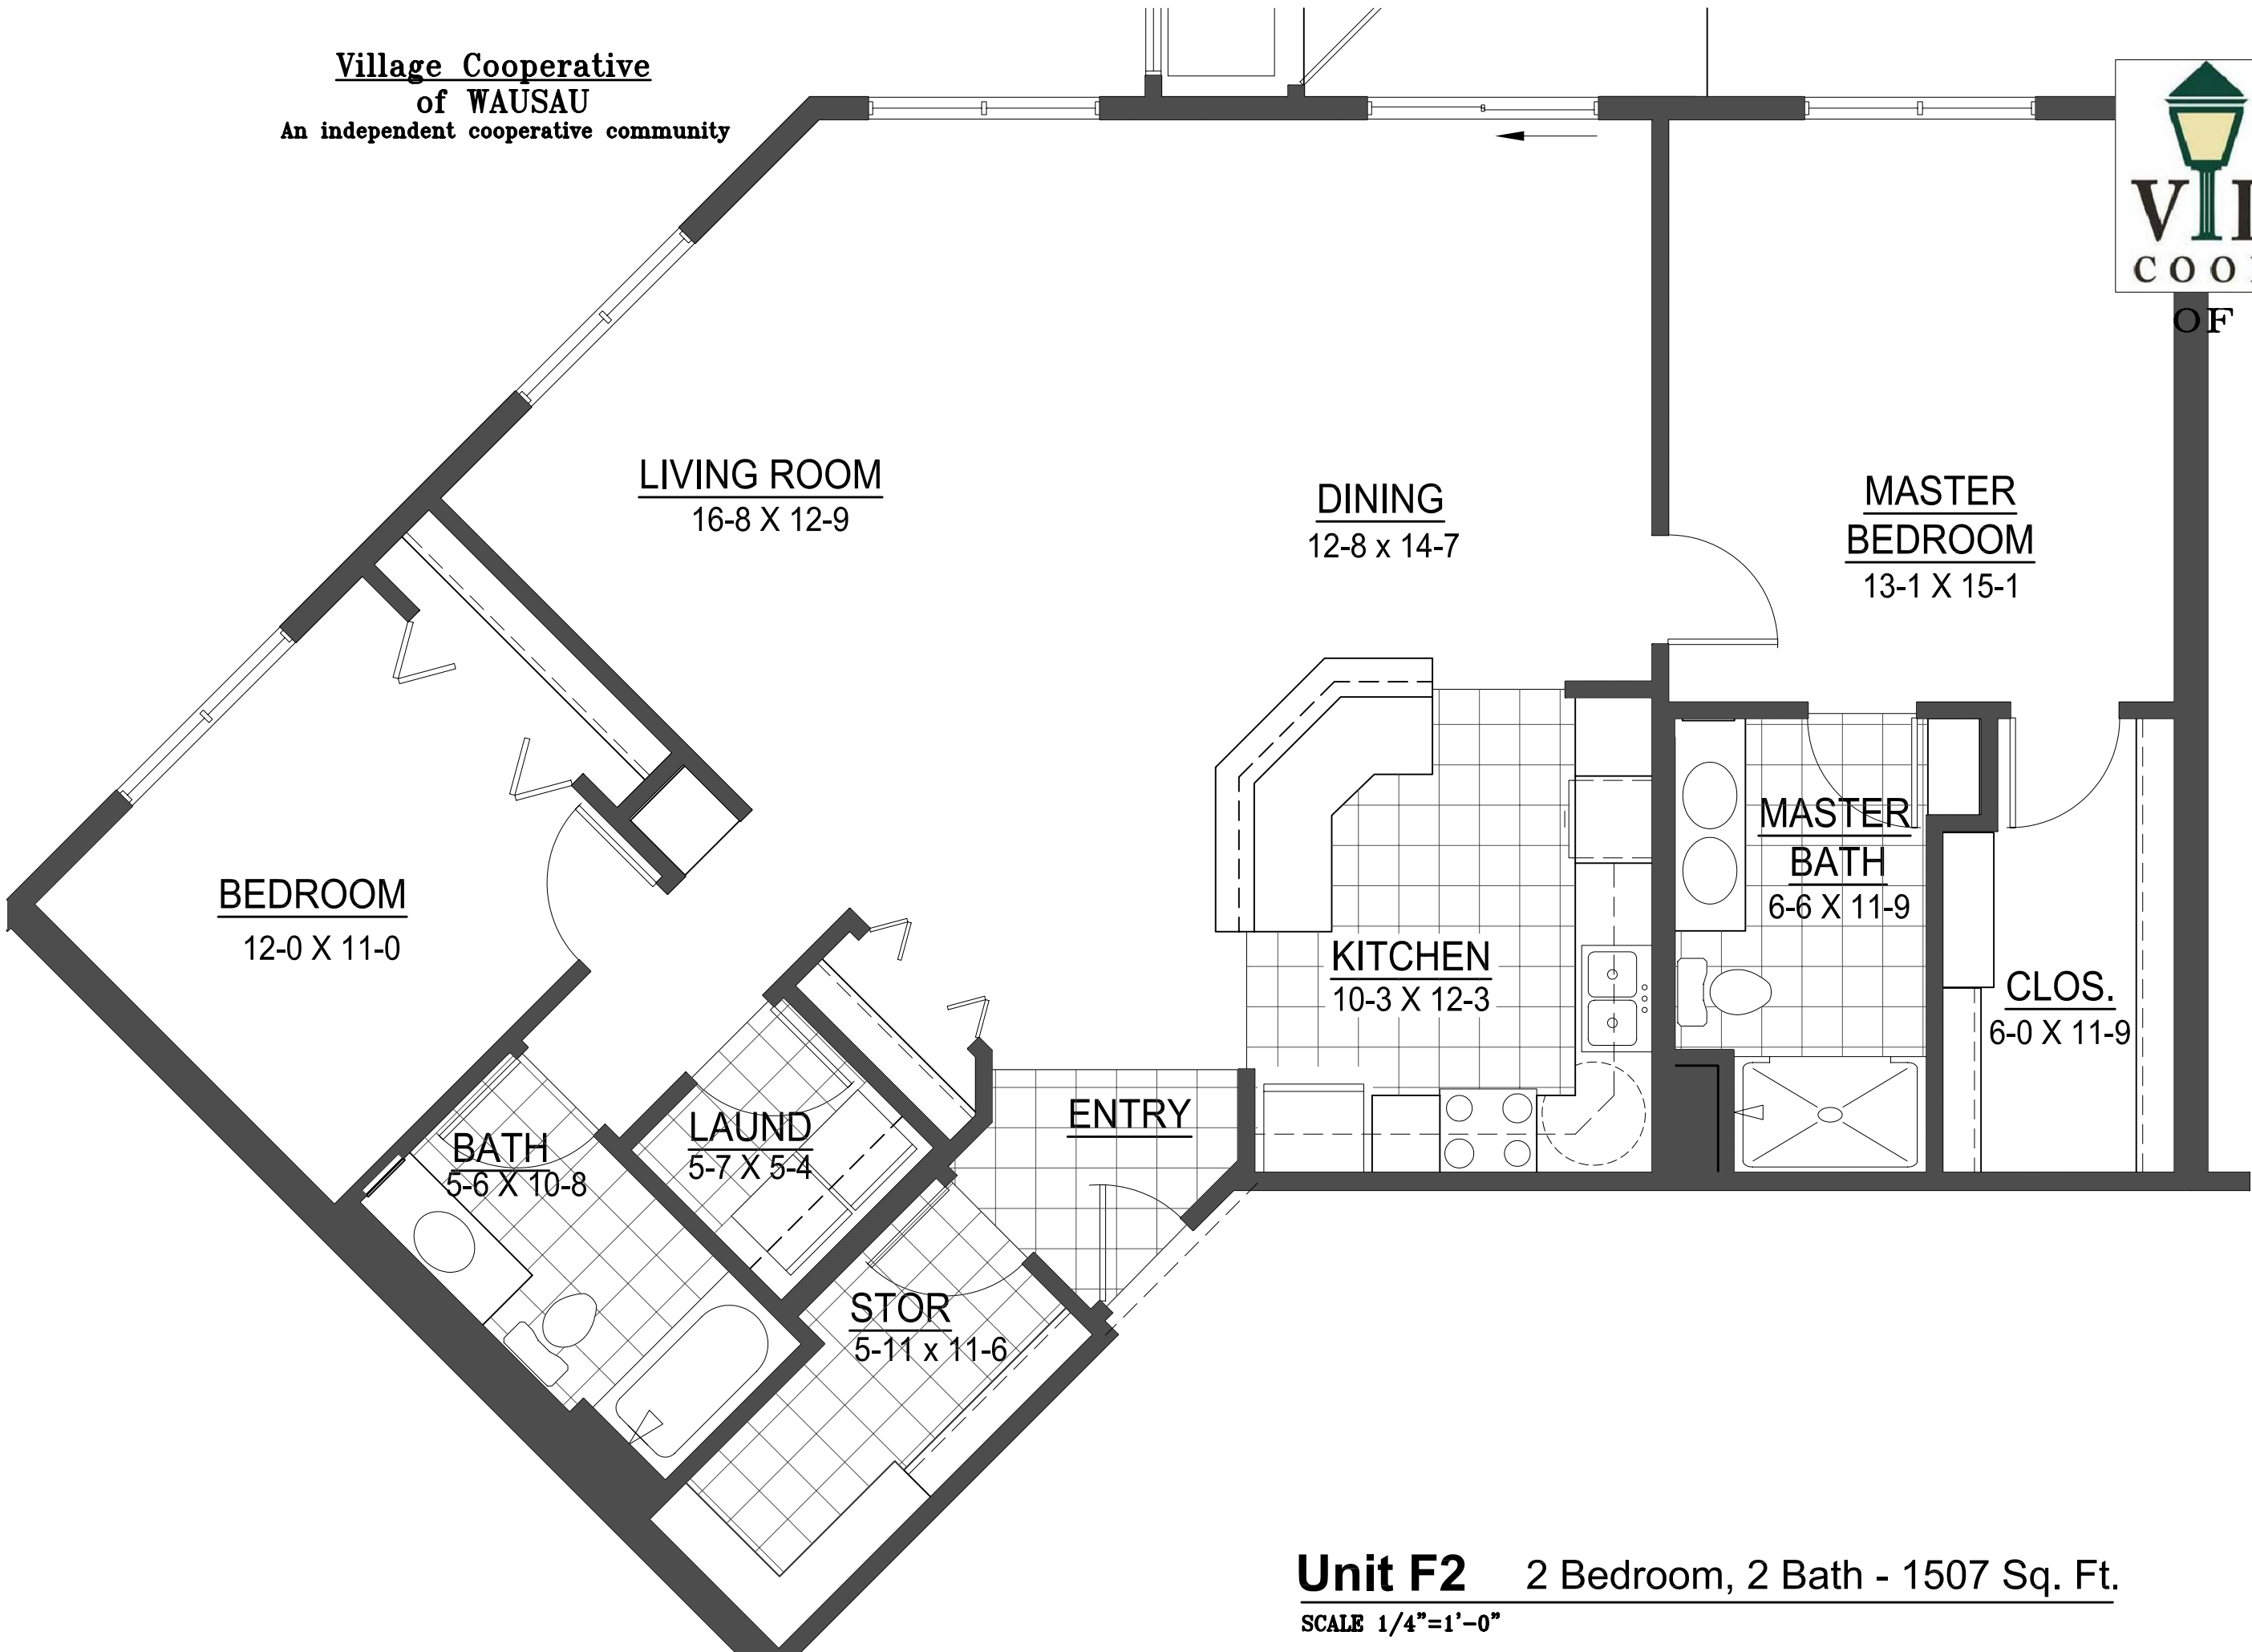 Village Cooperative
of WAUSAU
An independent cooperative community
VIL
COO
OF
LIVING ROOM
16-8 X 12-9
DINING
12-8 x 14-7
MASTER
BEDROOM
13-1 X 15-1
BEDROOM
12-0 X 11-0
MASTER
BATH
6-6 X 11-9
KITCHEN
10-3 X 12-3
CLOS.
6-0 X 11-9
ENTRY
LAUND
5-7 X 5-4
BATH
5-6 X 10-8
STOR
5-11 x 11-6
Unit F2 2 Bedroom, 2 Bath - 1507 Sq. Ft.
SCALE 1/4"=1'-0"